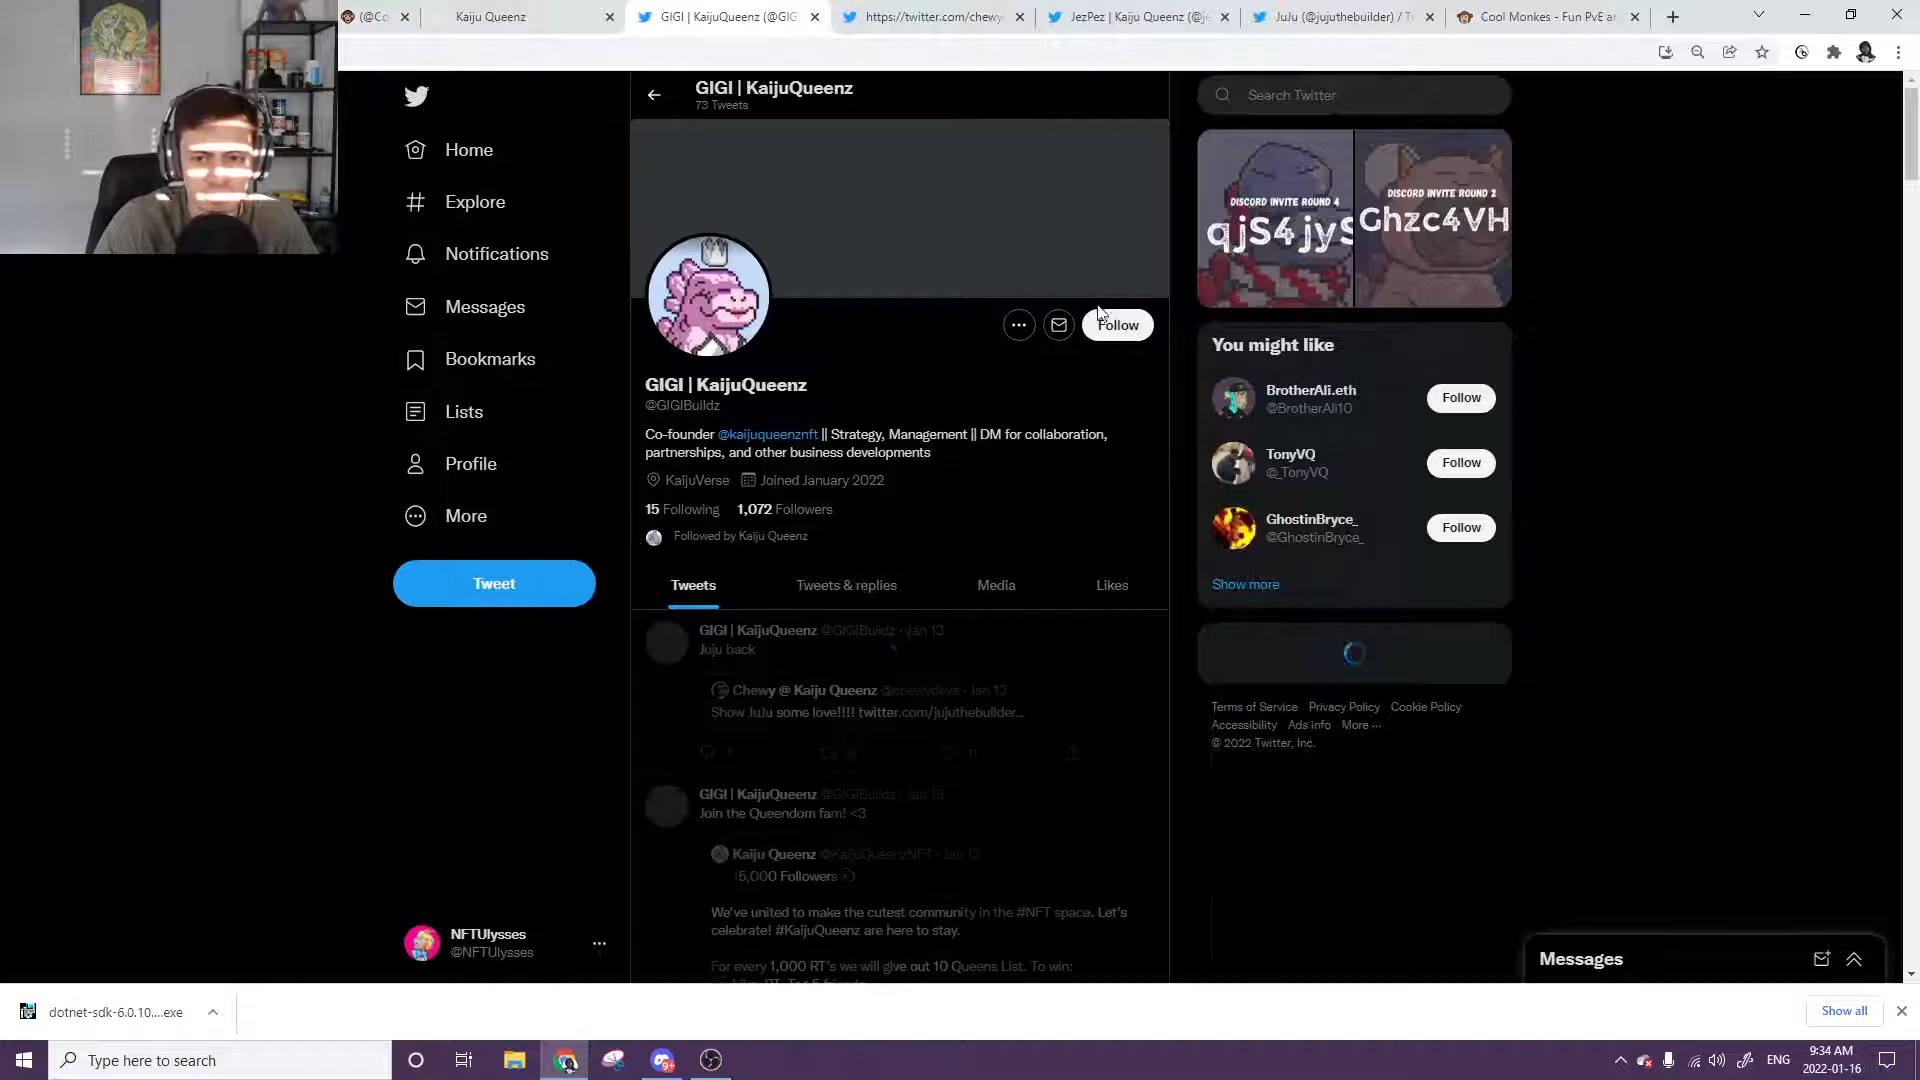 (@Co
Kaiju Queenz
GIGI | KaijuQueenz (@GIG
https://twitter.com/chewy
JezPez | Kaiju Queenz (@je
JuJu (@jujuthebuilder) / Tw
Cool Monkes - Fun PvE an
GIGI | KaijuQueenz
73 Tweets
Search Twitter
Home
Explore
Notifications
Messages
Bookmarks
Lists
Profile
More
Tweet
DISCORD INVITE ROUND 4
qjS4jyS
DISCORD INVITE ROUND 2
Ghzc4VH
Follow
GIGI | KaijuQueenz
@GIGIBuildz
Co-founder @kaijuqueenznft || Strategy, Management || DM for collaboration,
partnerships, and other business developments
KaijuVerse Joined January 2022
15 Following 1,072 Followers
Followed by Kaiju Queenz
Tweets Tweets & replies Media Likes
GIGI | KaijuQueenz @GIGIBuildz · Jan 13
Juju back
Chewy @ Kaiju Queenz @chewydevs · Jan 13
Show JuJu some love!!!! twitter.com/jujuthebuilder...
1 11
GIGI | KaijuQueenz @GIGIBuildz · Jan 13
Join the Queendom fam! <3
Kaiju Queenz @KaijuQueenzNFT · Jan 13
15,000 Followers
We've united to make the cutest community in the #NFT space. Let's
celebrate! #KaijuQueenz are here to stay.
For every 1,000 RT's we will give out 10 Queens List. To win:
You might like
BrotherAli.eth
@BrotherAli10
Follow
TonyVQ
@_TonyVQ
Follow
GhostinBryce_
@GhostinBryce_
Follow
Show more
Terms of Service Privacy Policy Cookie Policy
Accessibility Ads info More ...
© 2022 Twitter, Inc.
NFTUlysses
@NFTUlysses
Messages
dotnet-sdk-6.0.10....exe
Show all
Type here to search
9+
ENG
9:34 AM
2022-01-16